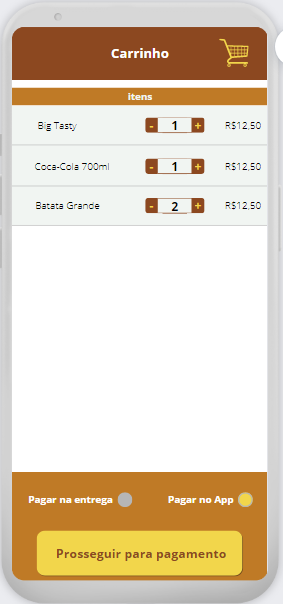 Carrinho
itens
Big Tasty - 1 + R$12,50
Coca-Cola 700ml - 1 + R$12,50
Batata Grande - 2 + R$12,50
Pagar na entrega Pagar no App
Prosseguir para pagamento